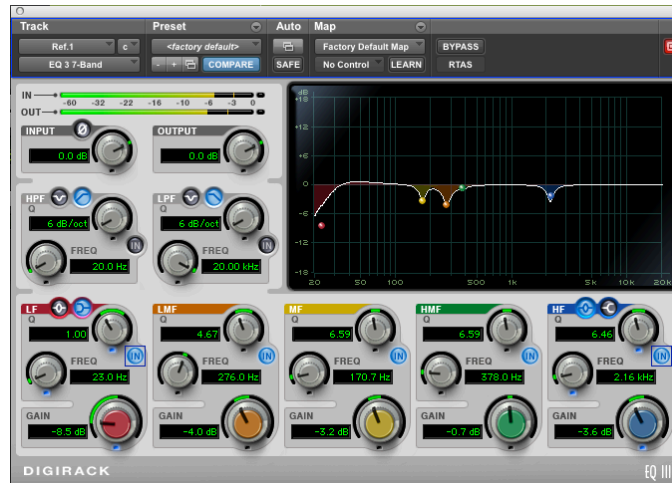 Track Preset Auto Map
Ref.1 c <factory default> Factory Default Map BYPASS
EQ 3 7-Band - + COMPARE SAFE No Control LEARN RTAS
IN
-60 -32 -22 -16 -10 -6 -3 0
OUT
INPUT Ø OUTPUT
0.0 dB 0.0 dB
HPF LPF
Q Q
6 dB/oct 6 dB/oct
IN IN
FREQ FREQ
20.0 Hz 20.00 kHz
dB
+18
+12
+6
0
-6
-12
-18
20 50 100 500 1k 5k 10k 20k
LF LMF MF HMF HF
Q Q Q Q Q
1.00 4.67 6.59 6.59 6.46
FREQ IN FREQ IN FREQ IN FREQ IN FREQ IN
23.0 Hz 276.0 Hz 170.7 Hz 378.0 Hz 2.16 kHz
GAIN GAIN GAIN GAIN GAIN
-8.5 dB -4.0 dB -3.2 dB -0.7 dB -3.6 dB
DIGIRACK EQ III